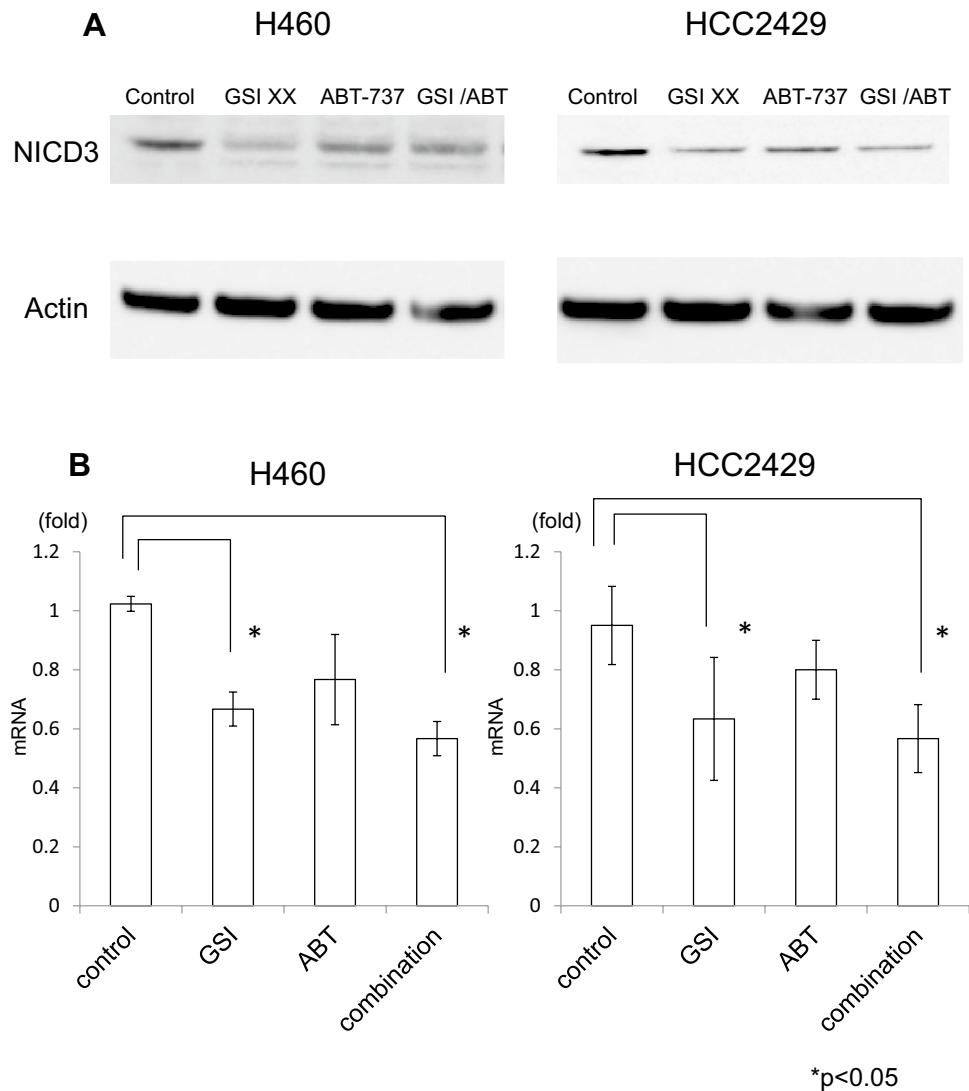 A
H460
HCC2429
Control GSI XX ABT-737 GSI /ABT
Control GSI XX ABT-737 GSI /ABT
NICD3
Actin
B
H460
HCC2429
(fold)
1.2
1
0.8
0.6
0.4
0.2
0
mRNA
control
GSI
ABT
combination
*
*
(fold)
1.2
1
0.8
0.6
0.4
0.2
0
mRNA
control
GSI
ABT
combination
*
*
*p<0.05